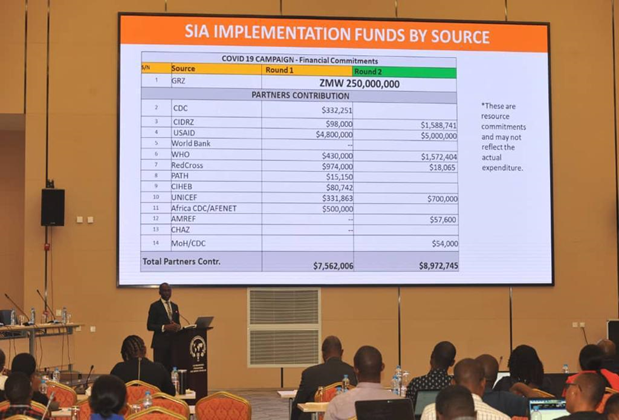 SIA IMPLEMENTATION FUNDS BY SOURCE
COVID 19 CAMPAIGN - Financial Commitments
S/N Source Round 1 Round 2
1 GRZ ZMW 250,000,000
PARTNERS CONTRIBUTION
2 CDC $332,251
3 CIDRZ $98,000 $1,588,741
4 USAID $4,800,000 $5,000,000
5 World Bank --
6 WHO $430,000 $1,572,404
7 RedCross $974,000 $18,065
8 PATH $15,150
9 CIHEB $80,742
10 UNICEF $331,863 $700,000
11 Africa CDC/AFENET $500,000
12 AMREF -- $57,600
13 CHAZ --
14 MoH/CDC $54,000
Total Partners Contr. $7,562,006 $8,972,745
*These are
resource
commitments
and may not
reflect the
actual
expenditure.